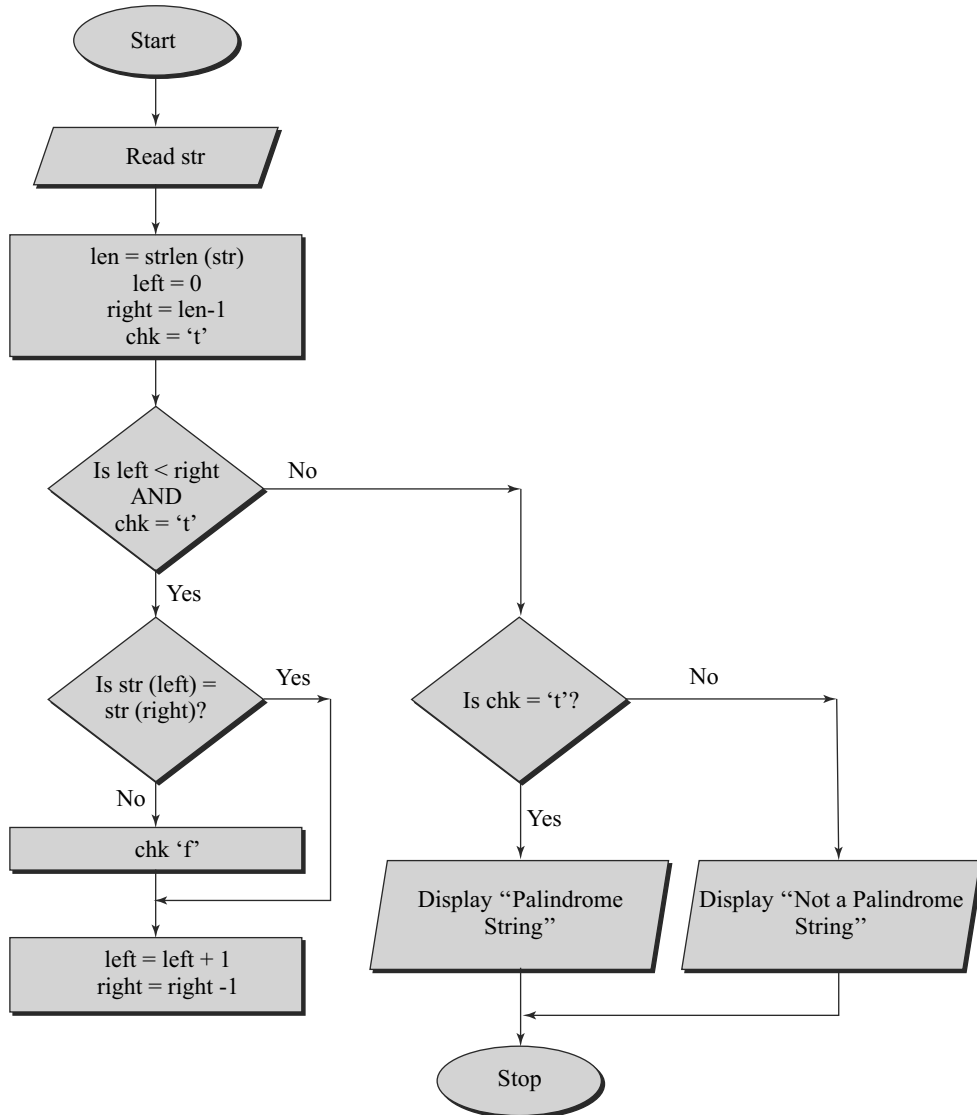 Start
Read str
len = strlen (str)
left = 0
right = len-1
chk = ‘t’
Is left < right
AND
chk = ‘t’
No
Yes
Is str (left) =
str (right)?
Yes
No
chk ‘f’
left = left + 1
right = right -1
Is chk = ‘t’?
No
Yes
Display “Palindrome
String”
Display “Not a Palindrome
String”
Stop